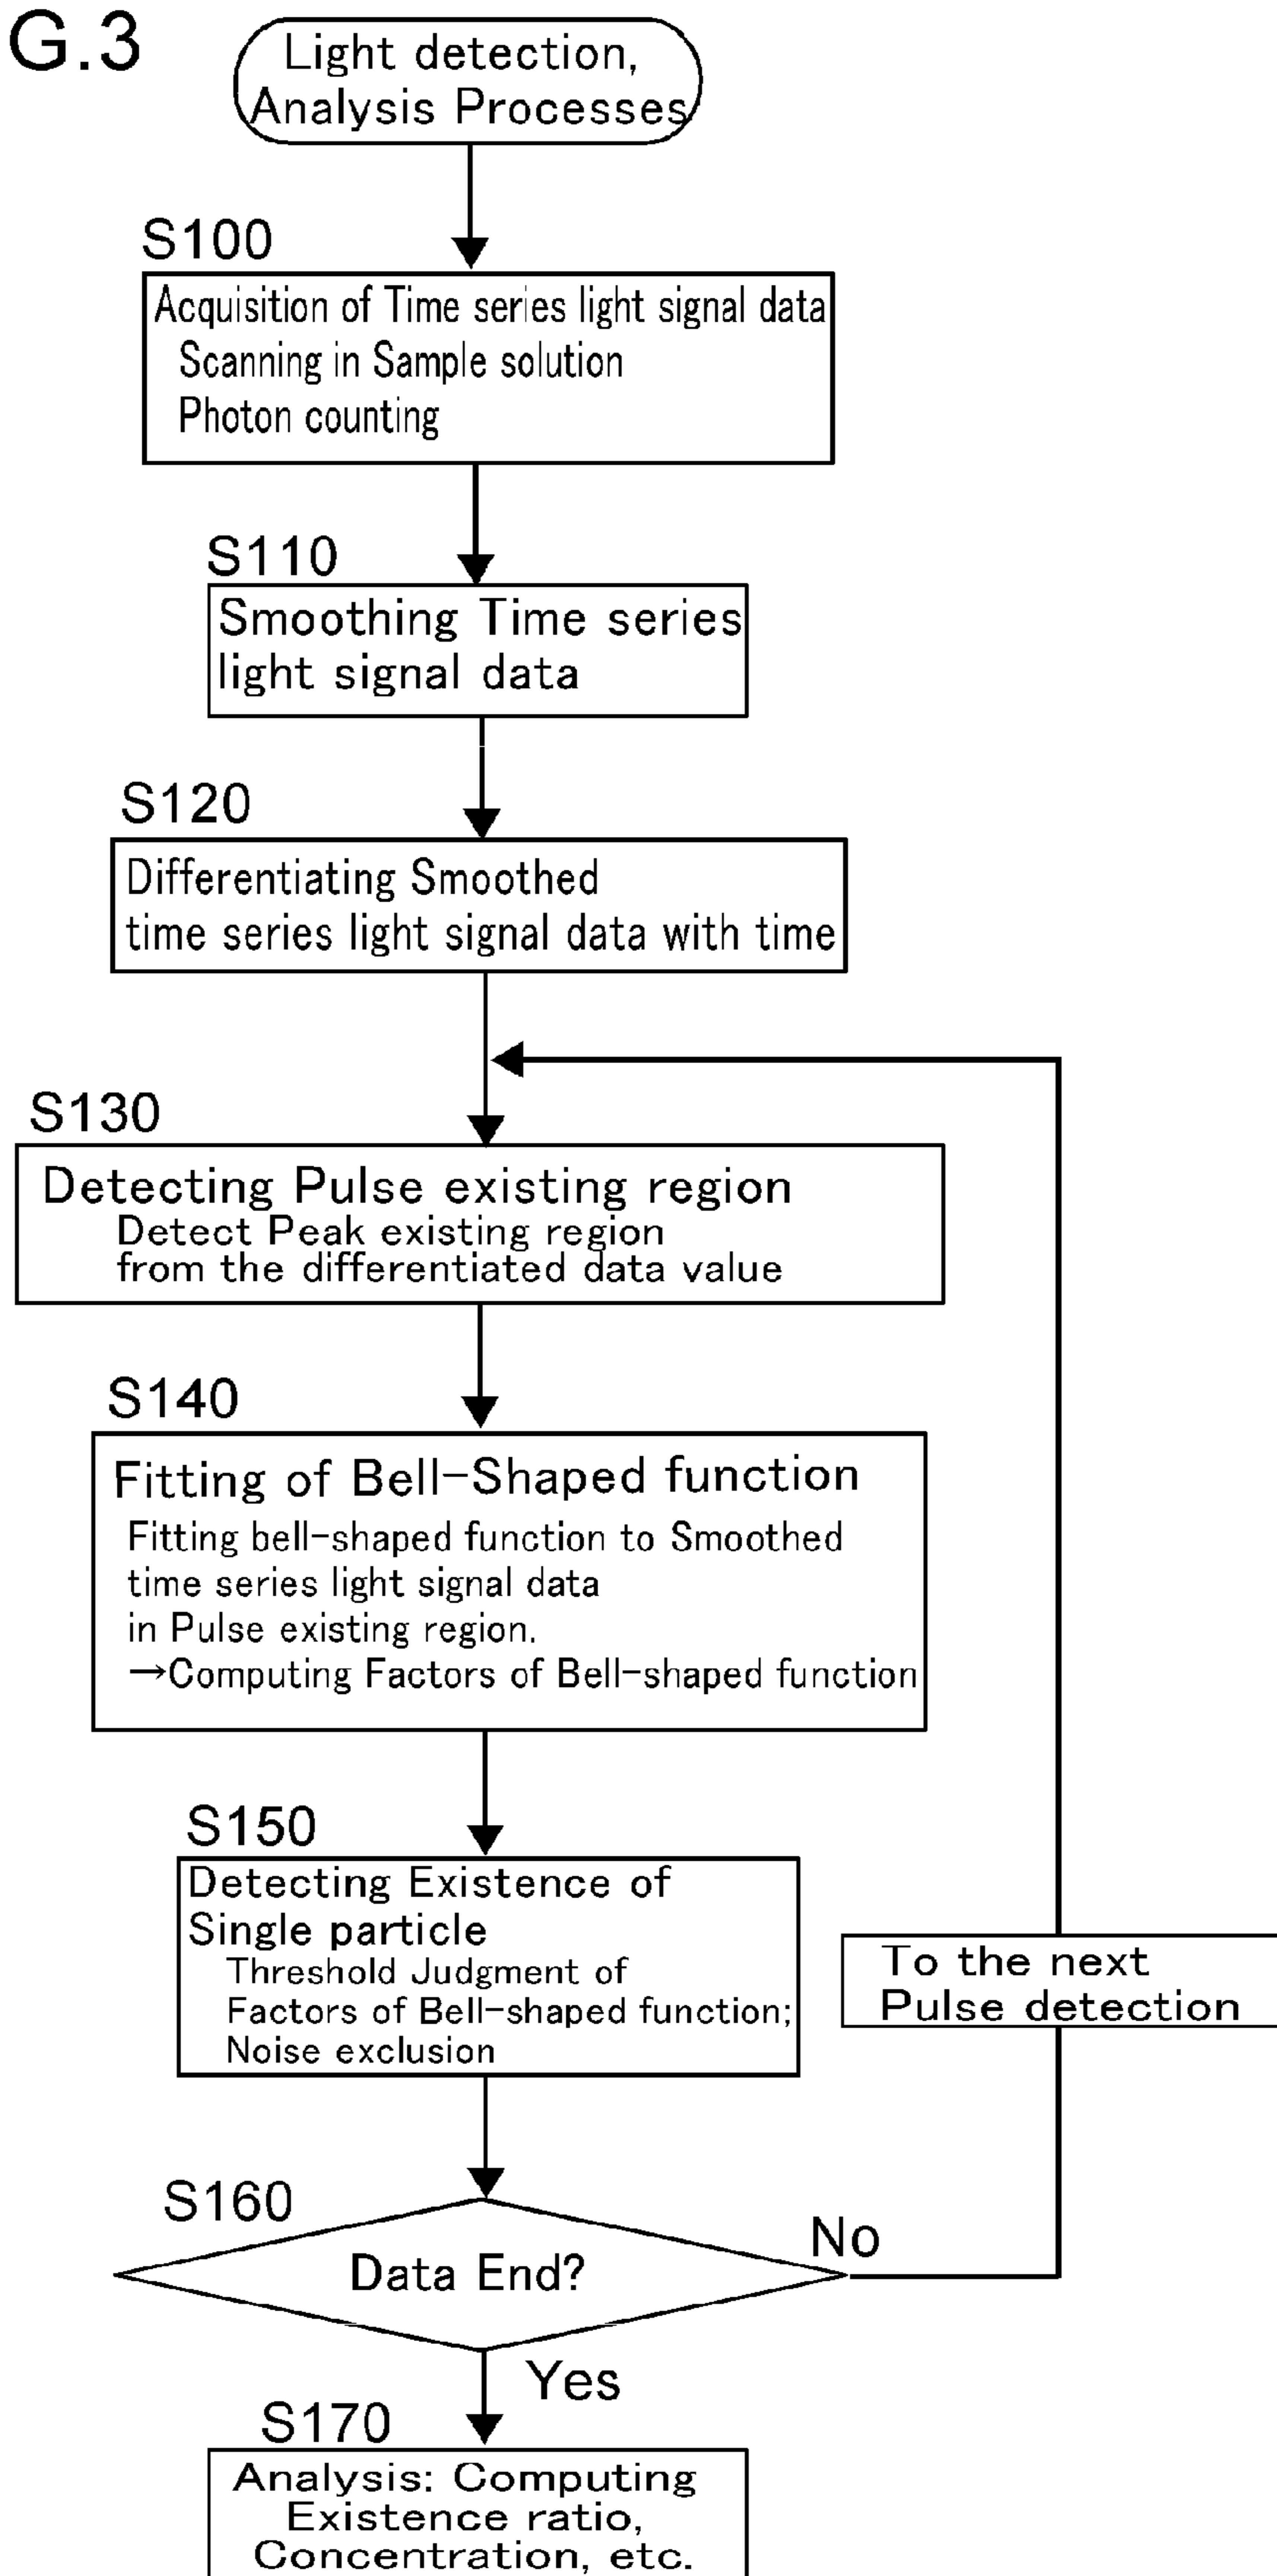 G.3
Light detection,
Analysis Processes
S100
Acquisition of Time series light signal data
Scanning in Sample solution
Photon counting
S110
Smoothing Time series
light signal data
S120
Differentiating Smoothed
time series light signal data with time
S130
Detecting Pulse existing region
Detect Peak existing region
from the differentiated data value
S140
Fitting of Bell-Shaped function
Fitting bell-shaped function to Smoothed
time series light signal data
in Pulse existing region.
→Computing Factors of Bell-shaped function
S150
Detecting Existence of
Single particle
Threshold Judgment of
Factors of Bell-shaped function;
Noise exclusion
To the next
Pulse detection
S160
Data End?
No
Yes
S170
Analysis: Computing
Existence ratio,
Concentration, etc.